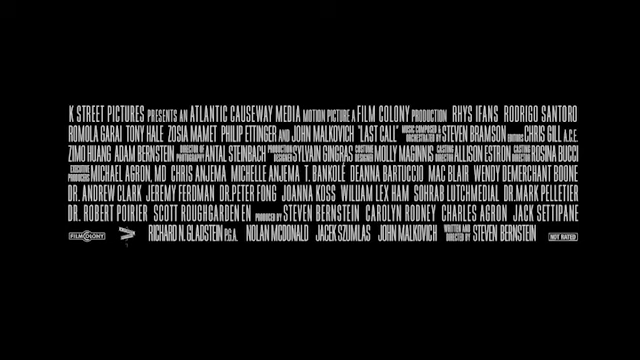 K STREET PICTURES PRESENTS AN ATLANTIC CAUSEWAY MEDIA MOTION PICTURE A FILM COLONY PRODUCTION RHYS IFANS RODRIGO SANTORO
ROMOLA GARAI TONY HALE ZOSIA MAMET PHILIP ETTINGER AND JOHN MALKOVICH "LAST CALL" MUSIC COMPOSED & ORCHESTRATED BY STEVEN BRAMSON EDITORS CHRIS GILL A.C.E.
ZIMO HUANG ADAM BERNSTEIN DIRECTOR OF PHOTOGRAPHY ANTAL STEINBACH PRODUCTION DESIGNER SYLVAIN GINGRAS COSTUME DESIGNER MOLLY MAGINNIS CASTING DIRECTOR ALLISON ESTRON CASTING DIRECTOR ROSINA BUCCI
EXECUTIVE PRODUCERS MICHAEL AGRON, MD CHRIS ANJEMA MICHELLE ANJEMA T. BANKOLÉ DEANNA BARTUCCIO MAC BLAIR WENDY DEMERCHANT BOONE
DR. ANDREW CLARK JEREMY FERDMAN DR. PETER FONG JOANNA KOSS WILLIAM LEX HAM SOHRAB LUTCHMEDIAL DR. MARK PELLETIER
DR. ROBERT POIRIER SCOTT ROUGHGARDEN EN PRODUCED BY STEVEN BERNSTEIN CAROLYN RODNEY CHARLES AGRON JACK SETTIPANE
FILMCOLONY RICHARD N. GLADSTEIN P.G.A. NOLAN MCDONALD JACEK SZUMLAS JOHN MALKOVICH WRITTEN AND DIRECTED BY STEVEN BERNSTEIN NOT RATED